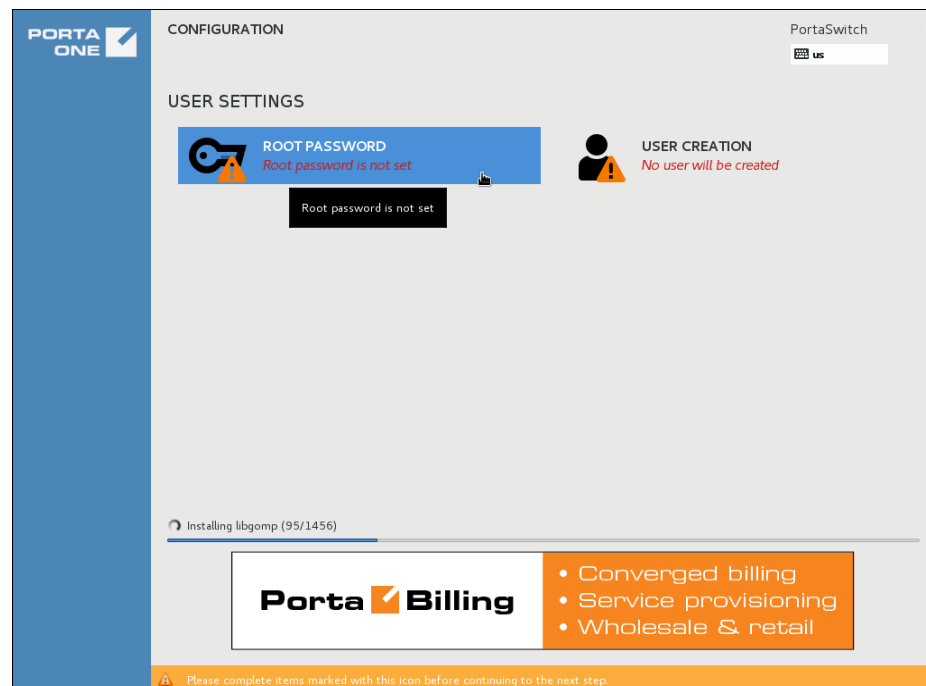 PORTA
ONE
CONFIGURATION
PortaSwitch
us
USER SETTINGS
ROOT PASSWORD
Root password is not set
USER CREATION
No user will be created
Root password is not set
Installing libgomp (95/1456)
Porta Billing
• Converged billing
• Service provisioning
• Wholesale & retail
Please complete items marked with this icon before continuing to the next step.